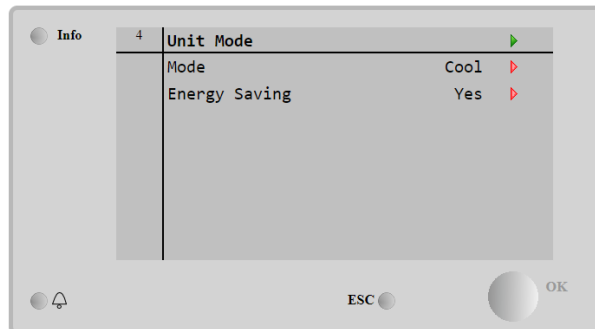 Info
4 Unit Mode
Mode Cool
Energy Saving Yes
ESC
OK